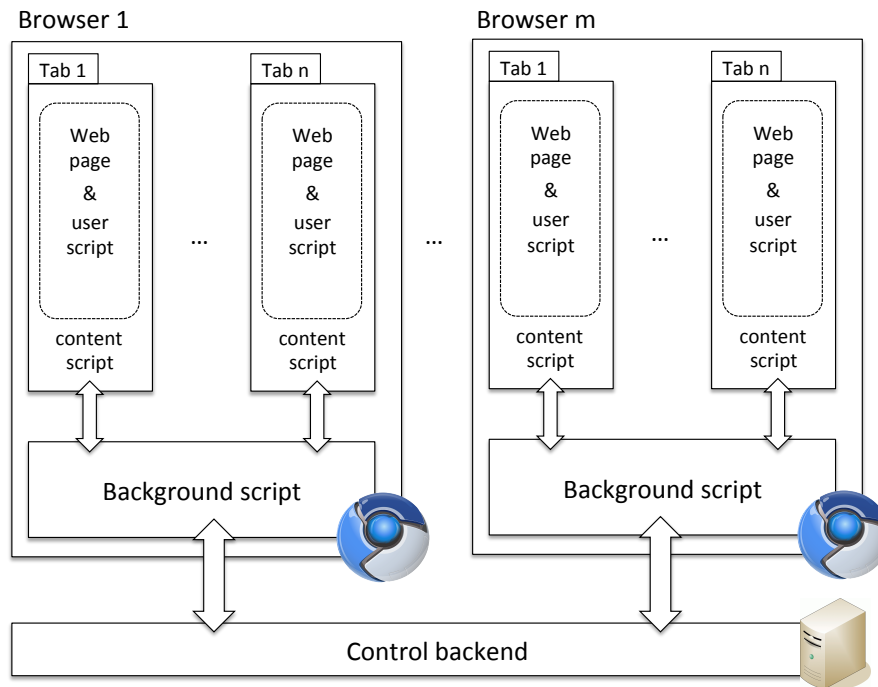 Browser 1
Browser m
Tab 1
Tab n
Tab 1
Tab n
Web
page
&
user
script
Web
page
&
user
script
Web
page
&
user
script
Web
page
&
user
script
...
...
...
content
script
content
script
content
script
content
script
Background script
Background script
Control backend